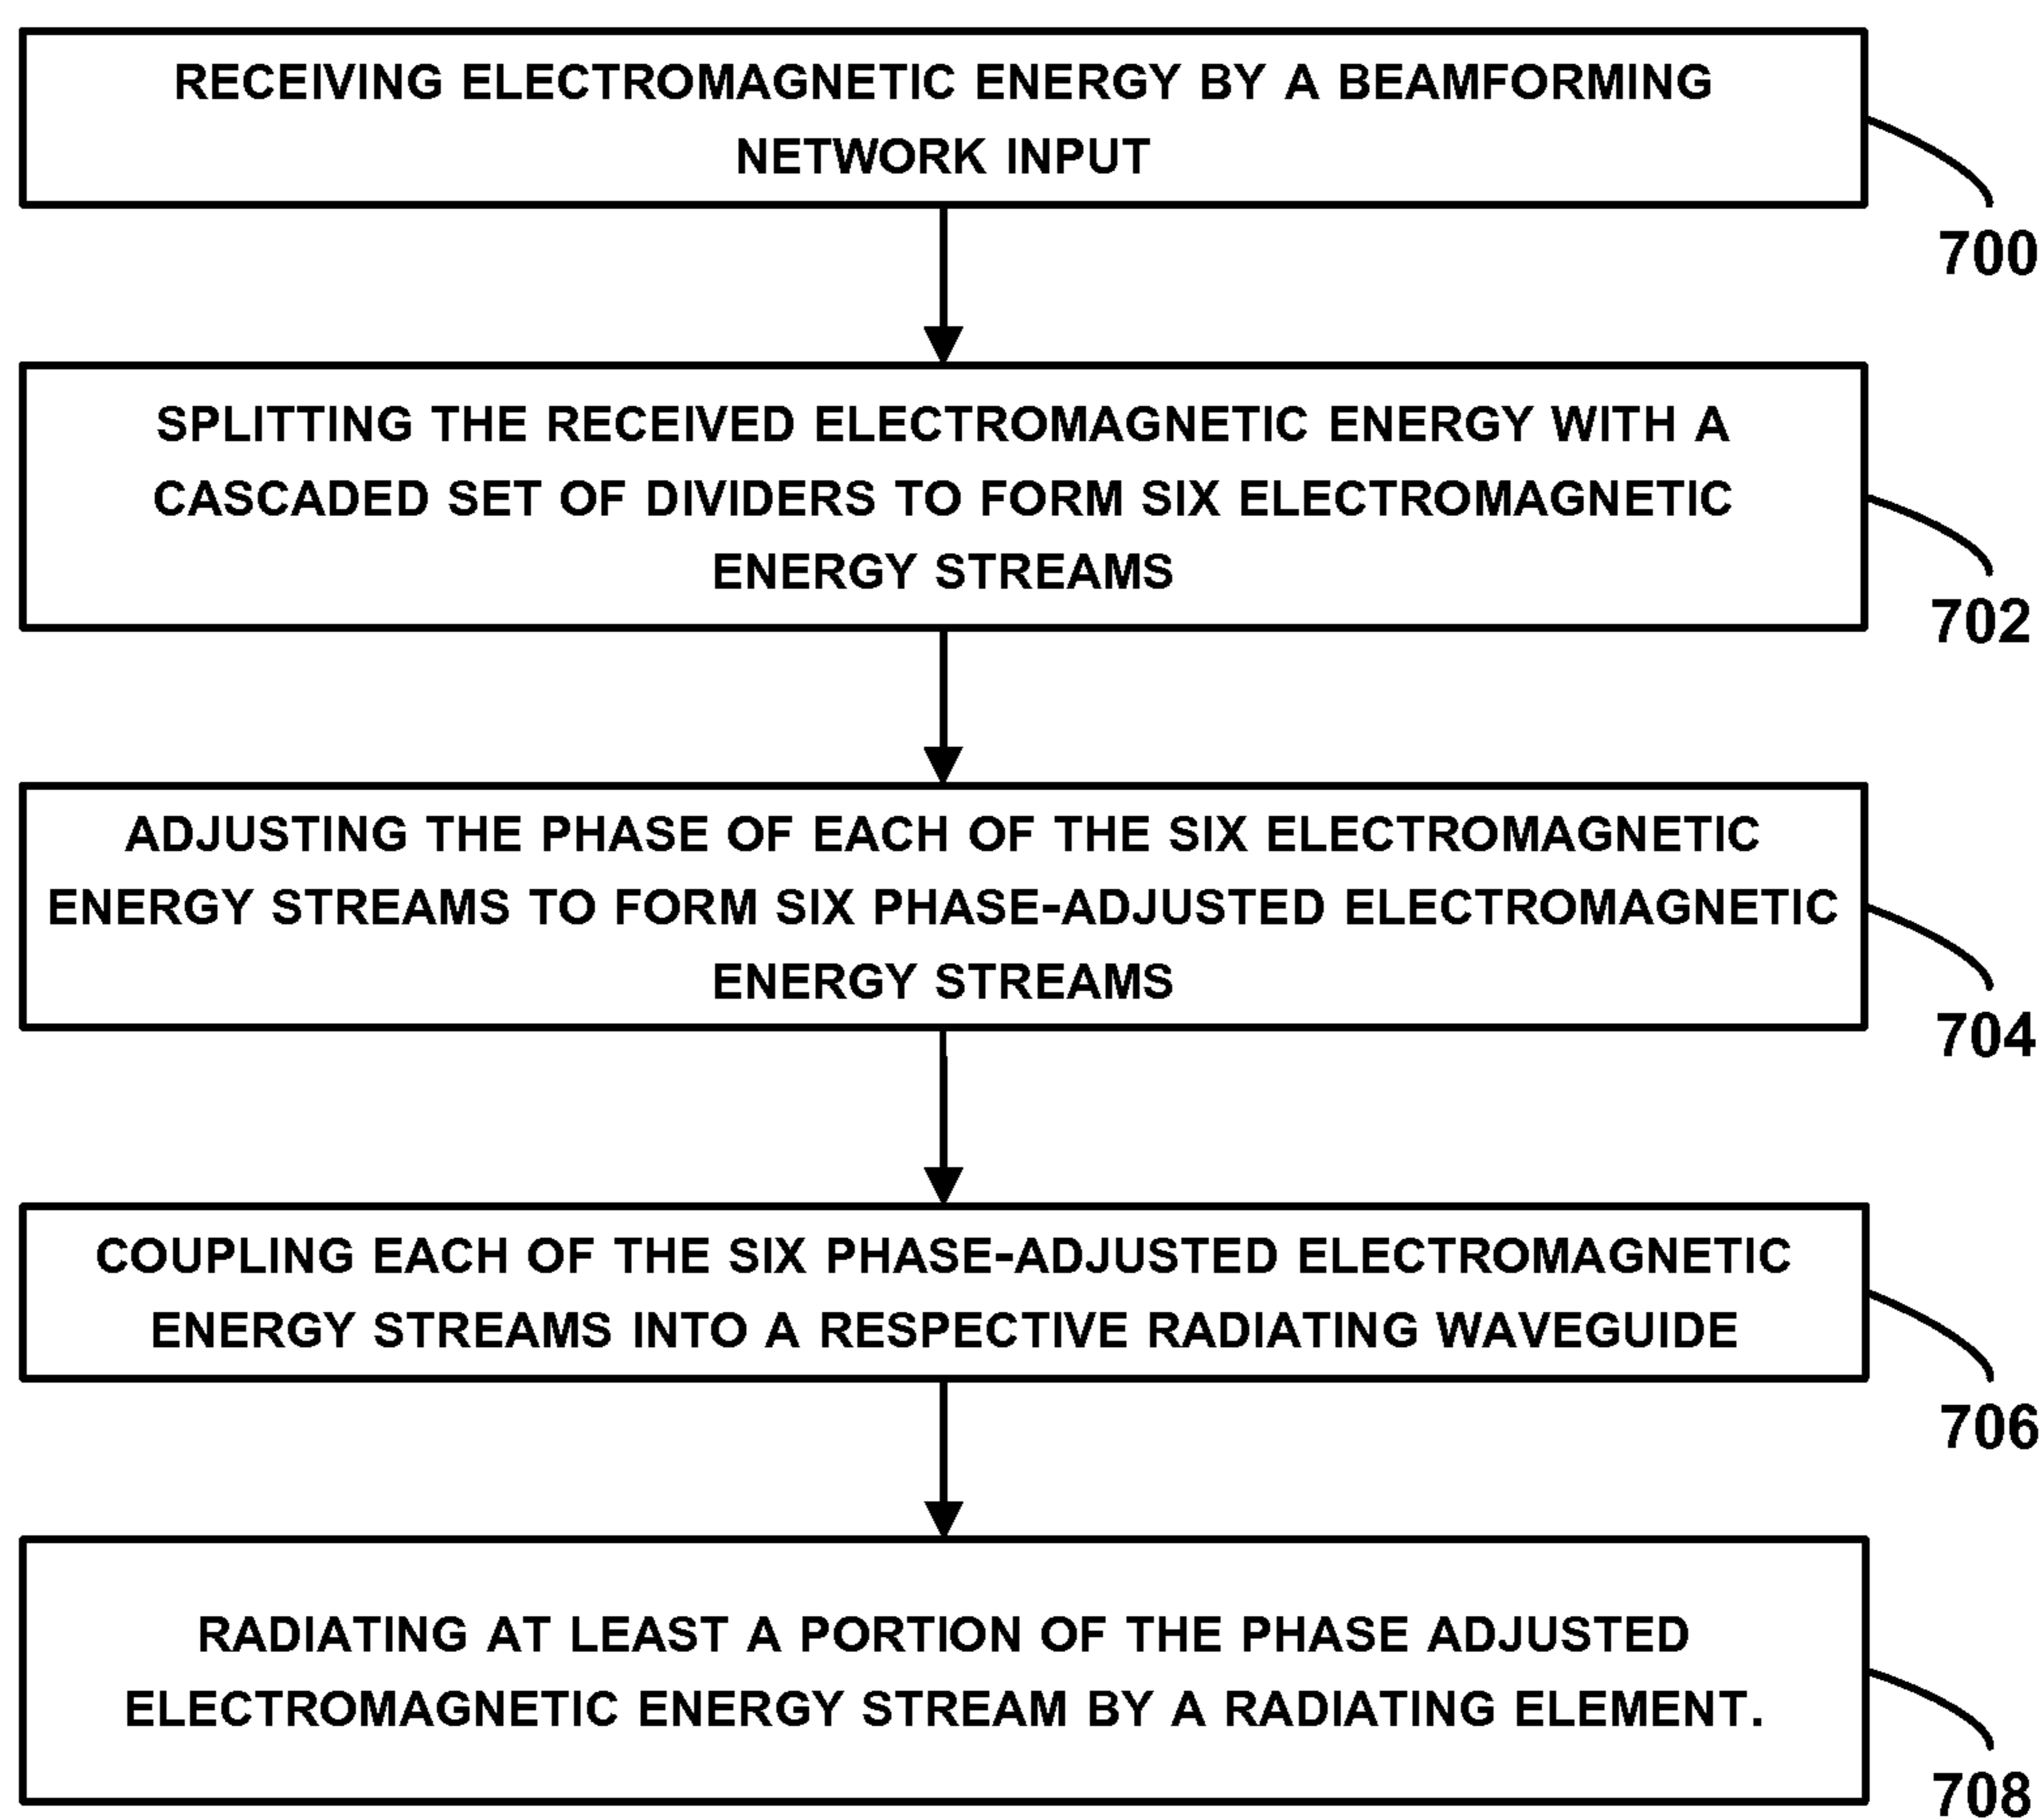 RECEIVING ELECTROMAGNETIC ENERGY BY A BEAMFORMING
NETWORK INPUT
700
SPLITTING THE RECEIVED ELECTROMAGNETIC ENERGY WITH A
CASCADED SET OF DIVIDERS TO FORM SIX ELECTROMAGNETIC
ENERGY STREAMS
702
ADJUSTING THE PHASE OF EACH OF THE SIX ELECTROMAGNETIC
ENERGY STREAMS TO FORM SIX PHASE-ADJUSTED ELECTROMAGNETIC
ENERGY STREAMS
704
COUPLING EACH OF THE SIX PHASE-ADJUSTED ELECTROMAGNETIC
ENERGY STREAMS INTO A RESPECTIVE RADIATING WAVEGUIDE
706
RADIATING AT LEAST A PORTION OF THE PHASE ADJUSTED
ELECTROMAGNETIC ENERGY STREAM BY A RADIATING ELEMENT.
708